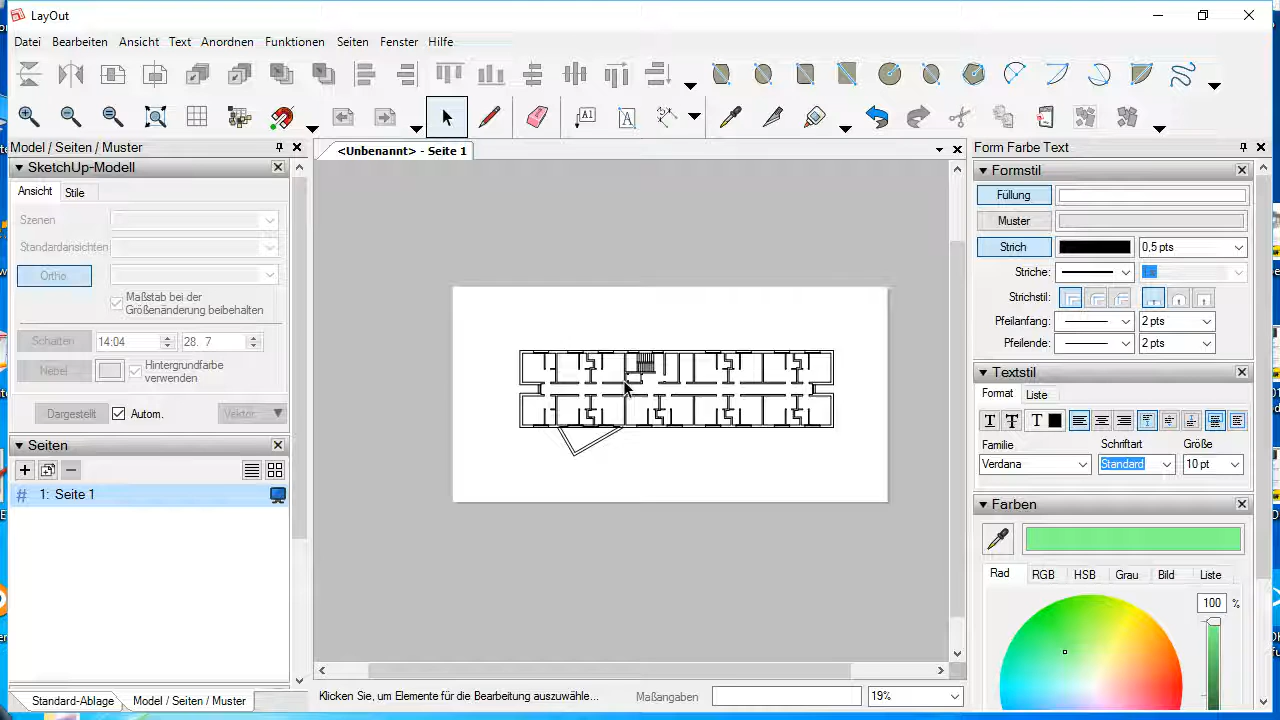 LayOut
Datei Bearbeiten Ansicht Text Anordnen Funktionen Seiten Fenster Hilfe
A1 A
Model / Seiten / Muster
SketchUp-Modell
Ansicht Stile
Szenen
Standardansichten
Ortho
Maßstab bei der
Größenänderung beibehalten
Schatten 14:04 28. 7
Nebel Hintergrundfarbe
verwenden
Dargestellt Autom. Vektor
Seiten
# 1: Seite 1
Standard-Ablage Model / Seiten / Muster
<Unbenannt> - Seite 1
Klicken Sie, um Elemente für die Bearbeitung auszuwähle... Maßangaben 19%
Form Farbe Text
Formstil
Füllung
Muster
Strich 0,5 pts
Striche:
Strichstil:
Pfeilanfang: 2 pts
Pfeilende: 2 pts
Textstil
Format Liste
T T T
Familie Schriftart Größe
Verdana Standard 10 pt
Farben
Rad RGB HSB Grau Bild Liste
100 %